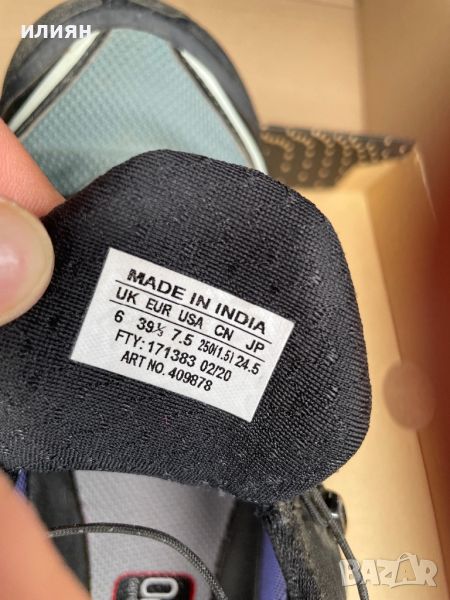 илиян
MADE IN INDIA
UK EUR USA CN JP
6 39⅓ 7.5 250(1.5) 24.5
FTY: 171383 02/20
ART NO. 409878
BAZAR